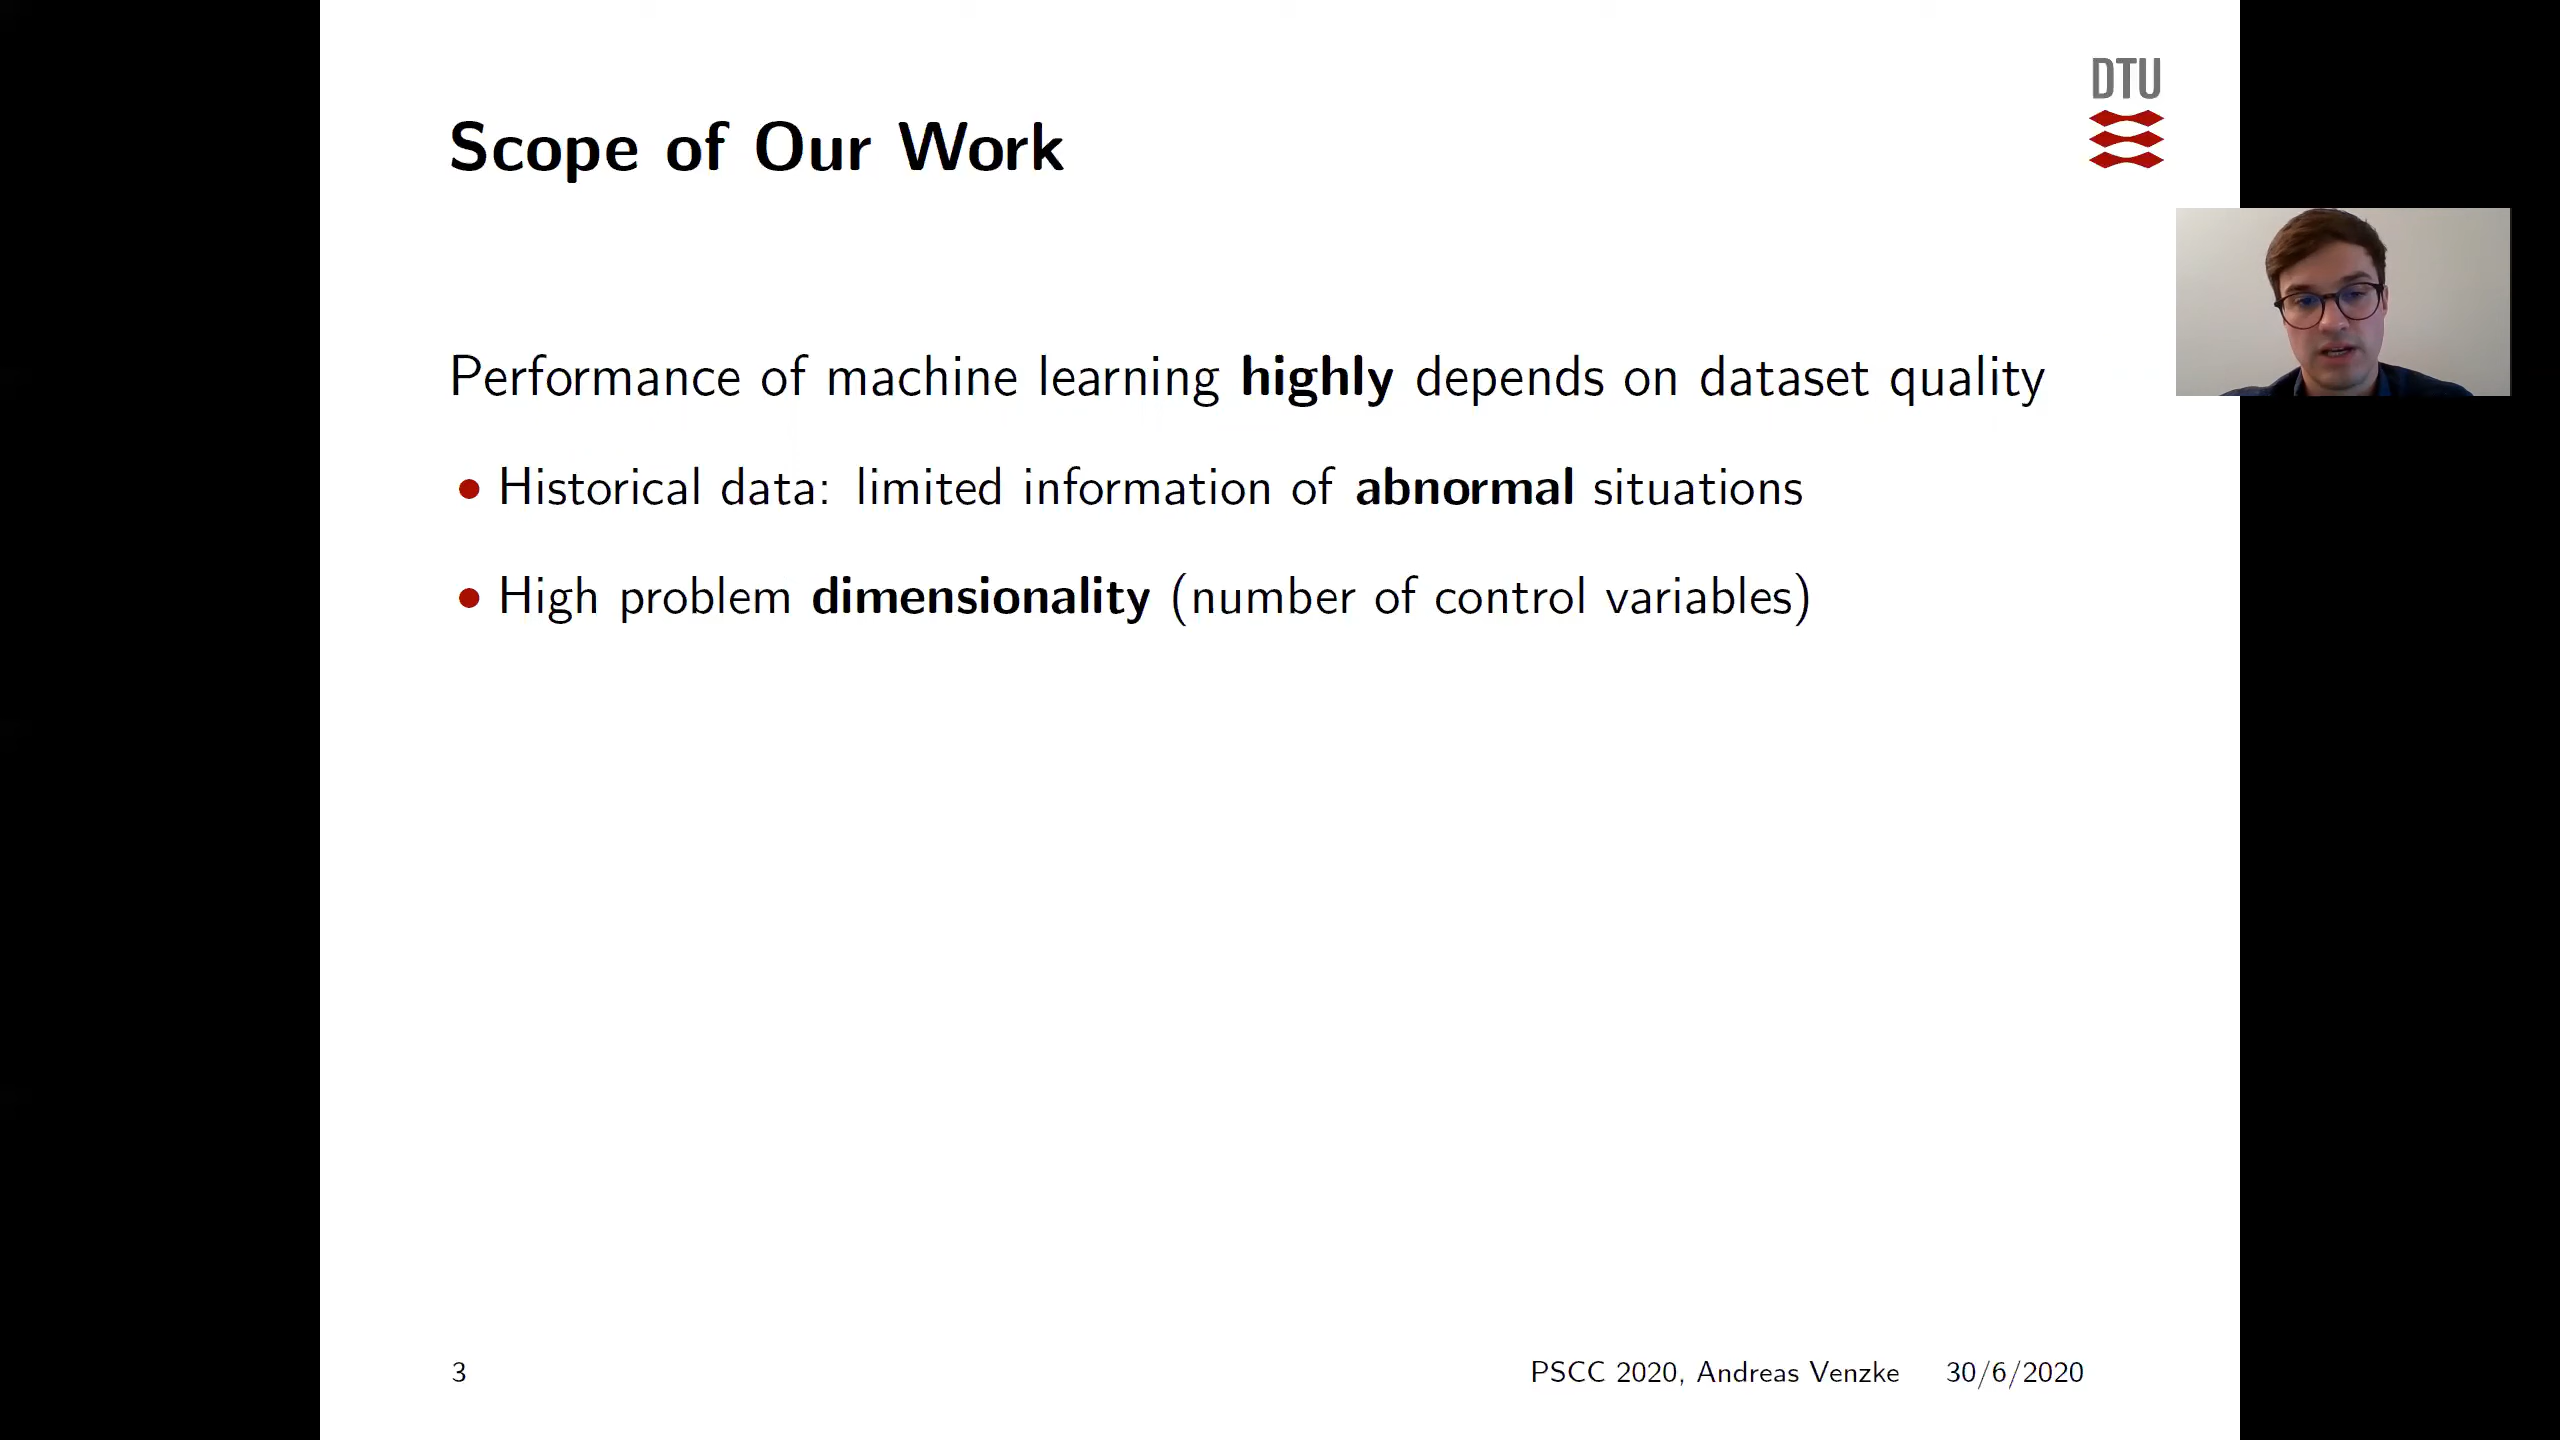 DTU
Scope of Our Work
Performance of machine learning highly depends on dataset quality
• Historical data: limited information of abnormal situations
• High problem dimensionality (number of control variables)
3 PSCC 2020, Andreas Venzke 30/6/2020